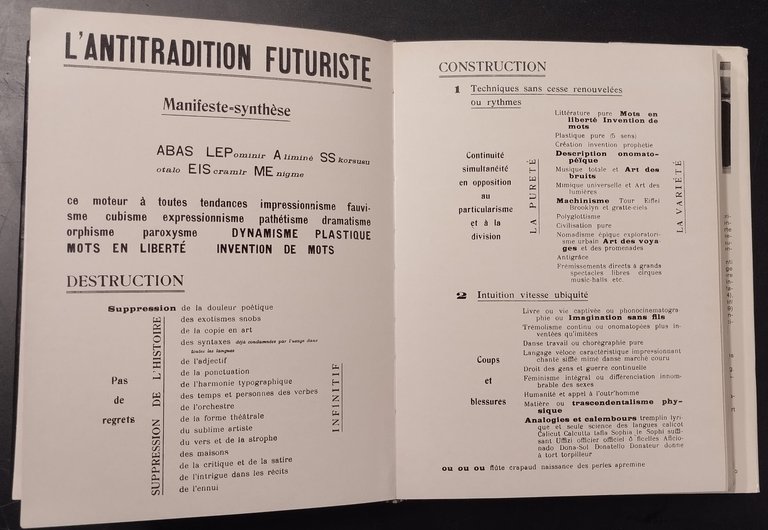 L'ANTITRADITION FUTURISTE
Manifeste=synthèse
ABAS LEPominir Aliminé SSkorsusu
otalo EIScramir MEnigme
ce moteur à toutes tendances impressionnisme fauvi-
sme cubisme expressionnisme pathétisme dramatisme
orphisme paroxysme DYNAMISME PLASTIQUE
MOTS EN LIBERTÉ INVENTION DE MOTS
DESTRUCTION
Suppression de la douleur poëtique
des exotismes snobs
de la copie en art
des syntaxes déjà condamnées par l'usage dans
toutes les langues
de l'adjectif
de la ponctuation
de l'harmonie typographique
des temps et personnes des verbes
de l'orchestre
de la forme théâtrale
du sublime artiste
du vers et de la strophe
des maisons
de la critique et de la satire
de l'intrigue dans les récits
de l'ennui
Pas
de
regrets
SUPPRESSION DE L'HISTOIRE
INFINITIF
CONSTRUCTION
1 Techniques sans cesse renouvelées
ou rythmes
Continuité
simultanéité
en opposition
au
particularisme
et à la
division
LA PURETÉ
Littérature pure Mots en
liberté Invention de
mots
Plastique pure (5 sens)
Création invention prophétie
Description onomato-
péïque
Musique totale et Art des
bruits
Mimique universelle et Art des
lumières
Machinisme Tour Eiffel
Brooklyn et gratte-ciels
Polyglottisme
Civilisation pure
Nomadisme épique exploratori-
sme urbain Art des voya-
ges et des promenades
Antigrâce
Frémissements directs à grands
spectacles libres cirques
music-halls etc.
LA VARIÉTÉ
2 Intuition vitesse ubiquité
Coups
et
blessures
Livre ou vie captivée ou phonocinematogra-
phie ou Imagination sans fils
Trémolisme continu ou onomatopées plus in-
ventées qu'imitées
Danse travail ou chorégraphie pure
Langage véloce caractéristique impressionnant
chanté sifflé mimé dansé marché couru
Droit des gens et guerre continuelle
Féminisme intégral ou différenciation innom-
brable des sexes
Humanité et appel à l'outr'homme
Matière ou trascendentalisme phy-
sique
Analogies et calembours tremplin lyri-
que et seule science des langues calicot
Calicut Calcutta tafia Sophia le Sophi suffi-
sant Uffizi officier officiel ô ficelles Aficio-
nado Dona-Sol Donatello Donateur donne
à tort torpilleur
ou ou ou flûte crapaud naissance des perles apremine